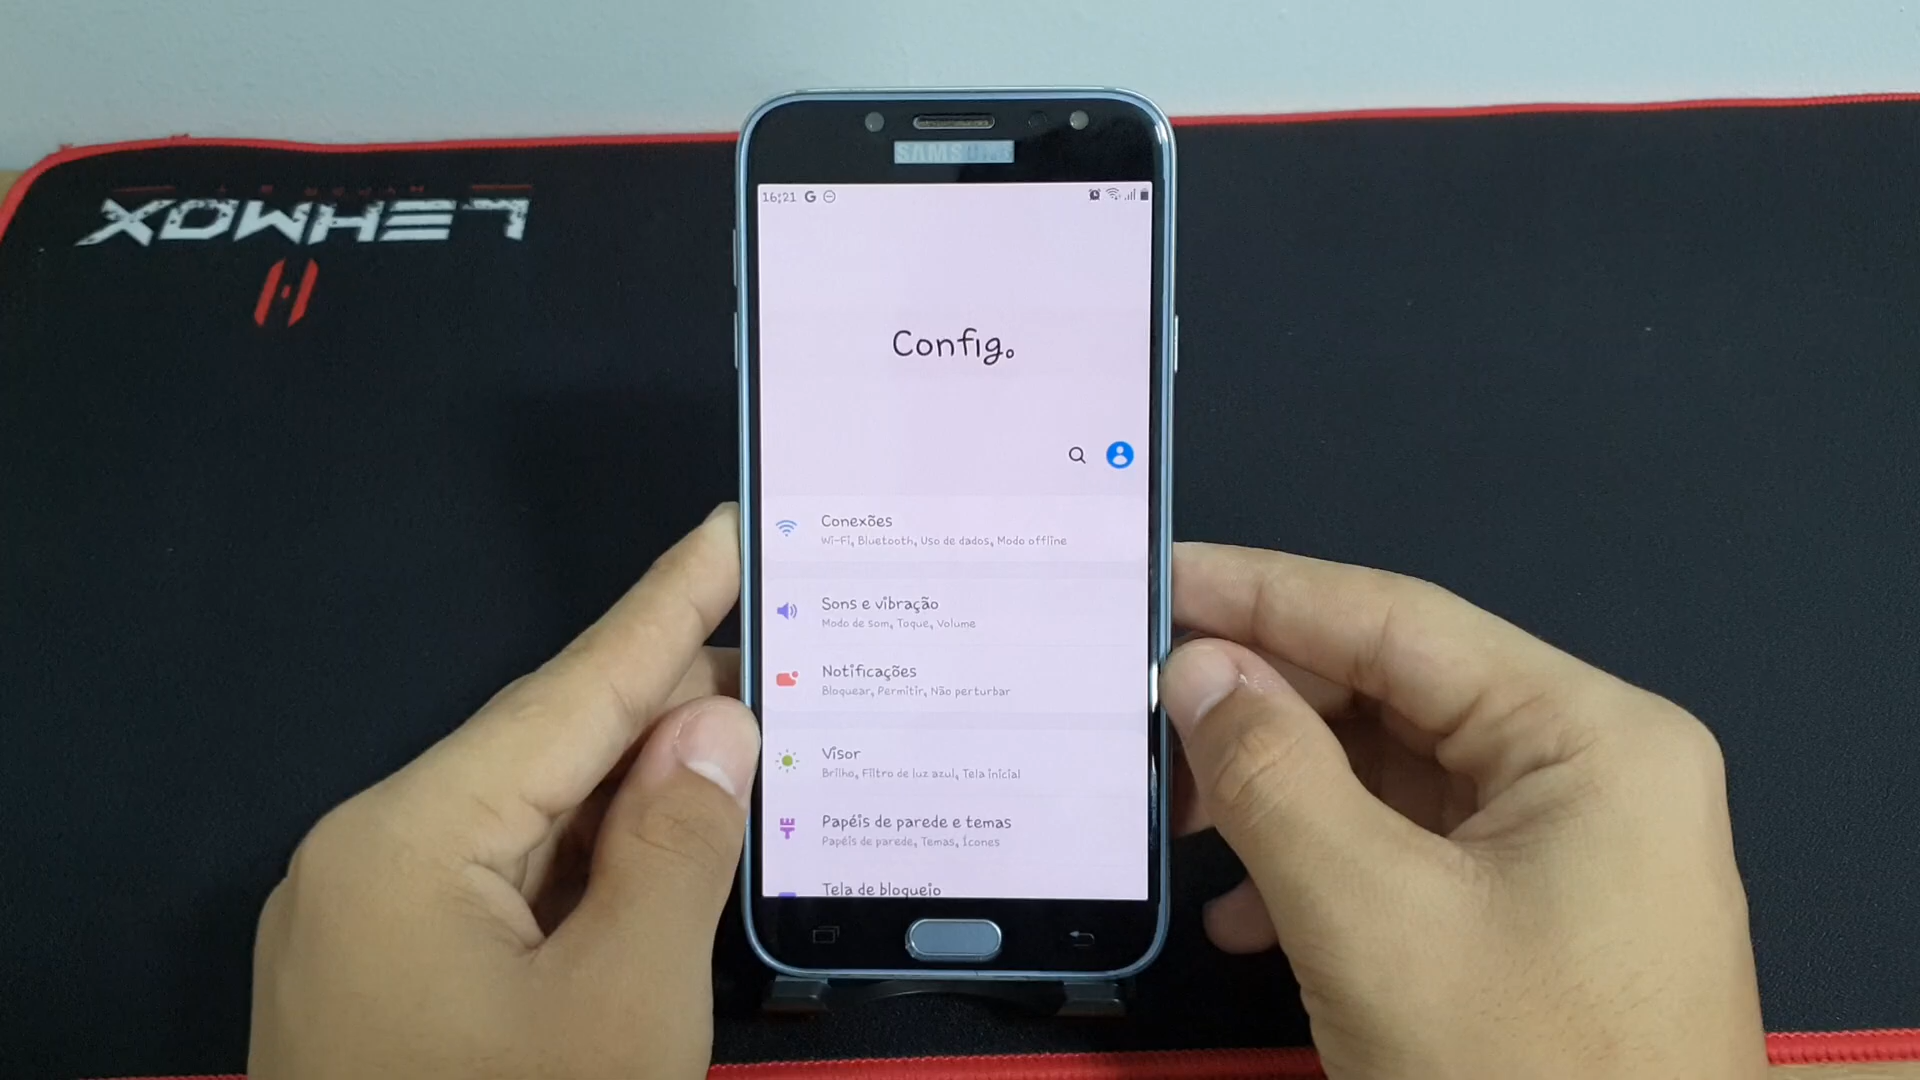 LEHMOX
SAMSUNG
16:21 G
Config.
Conexões
Wi-Fi, Bluetooth, Uso de dados, Modo offline
Sons e vibração
Modo de som, Toque, Volume
Notificações
Bloquear, Permitir, Não perturbar
Visor
Brilho, Filtro de luz azul, Tela inicial
Papéis de parede e temas
Papéis de parede, Temas, Ícones
Tela de bloqueio